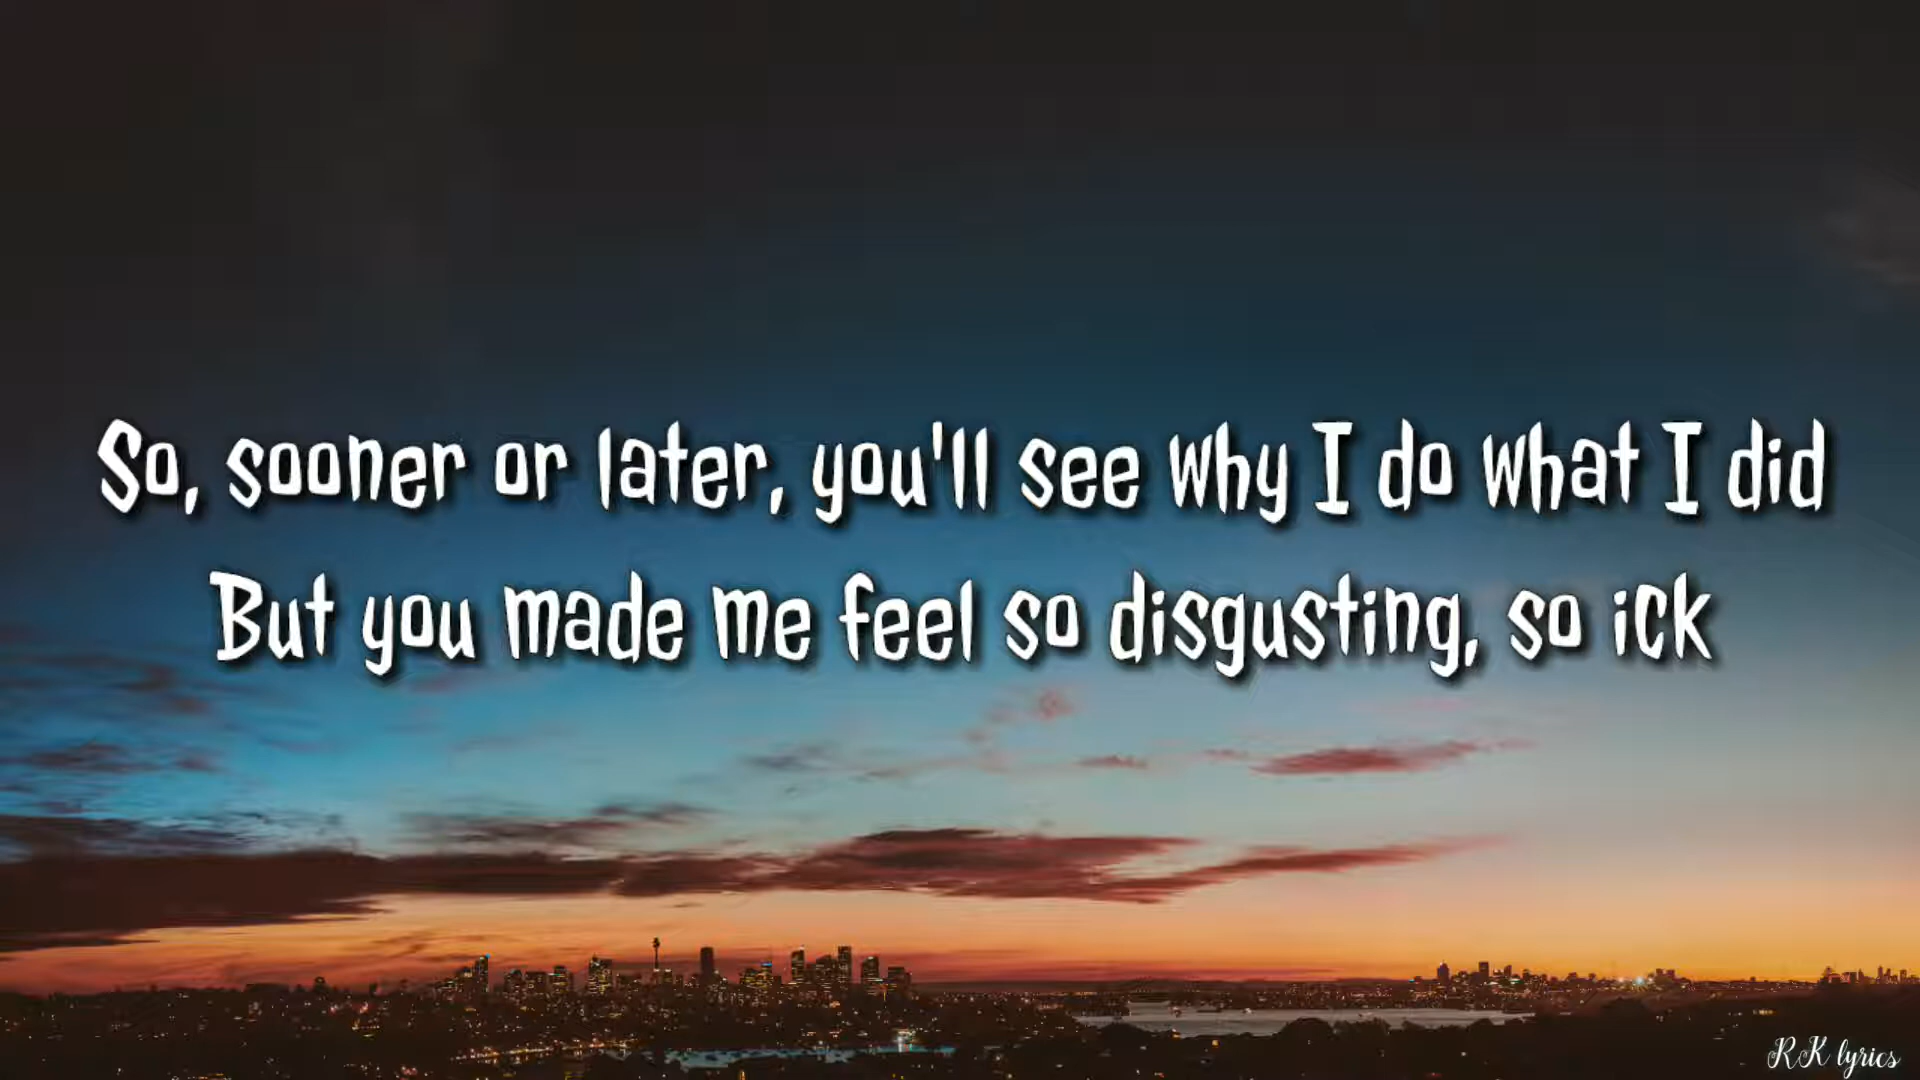 So, sooner or later, you'll see why I do what I did
But you made me feel so disgusting, so ick
RK lyrics